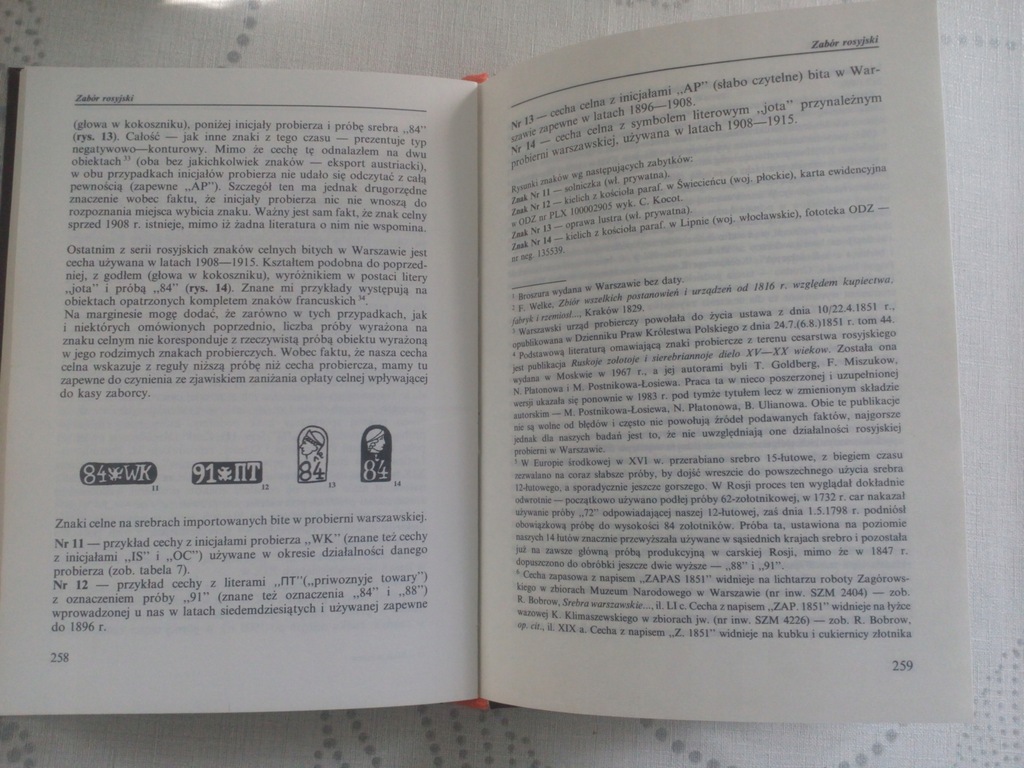 Zabór rosyjski
(głowa w kokoszniku), poniżej inicjały probierza i próbę srebra „84”
(rys. 13). Całość — jak inne znaki z tego czasu — prezentuje typ
negatywowo—konturowy. Mimo że cechę tę odnalazłem na dwu
obiektach³³ (oba bez jakichkolwiek znaków — eksport austriacki),
w obu przypadkach inicjałów probierza nie udało się odczytać z całą
pewnością (zapewne „AP”). Szczegół ten ma jednak drugorzędne
znaczenie wobec faktu, że inicjały probierza nic nie wnoszą do
rozpoznania miejsca wybicia znaku. Ważny jest sam fakt, że znak celny
sprzed 1908 r. istnieje, mimo iż żadna literatura o nim nie wspomina.
Ostatnim z serii rosyjskich znaków celnych bitych w Warszawie jest
cecha używana w latach 1908—1915. Kształtem podobna do poprzed-
niej, z godłem (głowa w kokoszniku), wyróżnikiem w postaci litery
„jota” i próbą „84” (rys. 14). Znane mi przykłady występują na
obiektach opatrzonych kompletem znaków francuskich³⁴.
Na marginesie mogę dodać, że zarówno w tych przypadkach, jak
i niektórych omówionych poprzednio, liczba próby wyrażona na
znaku celnym nie koresponduje z rzeczywistą próbą obiektu wyrażoną
w jego rodzimych znakach probierczych. Wobec faktu, że nasza cecha
celna wskazuje z reguły niższą próbę niż cecha probiercza, mamy tu
zapewne do czynienia ze zjawiskiem zaniżania opłaty celnej wpływającej
do kasy zaborcy.
84 WK
11
91 ПТ
12
84
13
84
14
Znaki celne na srebrach importowanych bite w probierni warszawskiej.
Nr 11 — przykład cechy z inicjałami probierza „WK” (znane też cechy
z inicjałami „IS” i „OC”) używane w okresie działalności danego
probierza (zob. tabela 7).
Nr 12 — przykład cechy z literami „ПТ”(„priwoznyje towary”)
z oznaczeniem próby „91” (znane też oznaczenia „84” i „88”)
wprowadzonej u nas w latach siedemdziesiątych i używanej zapewne
do 1896 r.
258
Zabór rosyjski
Nr 13 — cecha celna z inicjałami „AP” (słabo czytelne) bita w War-
szawie zapewne w latach 1896—1908.
Nr 14 — cecha celna z symbolem literowym „jota” przynależnym
probierni warszawskiej, używana w latach 1908—1915.
Rysunki znaków wg następujących zabytków:
Znak Nr 11 — solniczka (wł. prywatna).
Znak Nr 12 — kielich z kościoła paraf. w Świecieńcu (woj. płockie), karta ewidencyjna
w ODZ nr PLX 100002905 wyk. C. Kocot.
Znak Nr 13 — oprawa lustra (wł. prywatna).
Znak Nr 14 — kielich z kościoła paraf. w Lipnie (woj. włocławskie), fototeka ODZ —
nr neg. 135539.
¹ Broszura wydana w Warszawie bez daty.
² F. Welke, Zbiór wszelkich postanowień i urządzeń od 1816 r. względem kupiectwa,
fabryk i rzemiosł..., Kraków 1829.
³ Warszawski urząd probierczy powołała do życia ustawa z dnia 10/22.4.1851 r.,
opublikowana w Dzienniku Praw Królestwa Polskiego z dnia 24.7.(6.8.)1851 r. tom 44.
⁴ Podstawową literaturą omawiającą znaki probiercze z terenu cesarstwa rosyjskiego
jest publikacja Ruskoje zolotoje i sierebriannoje dielo XV—XX wiekow. Została ona
wydana w Moskwie w 1967 r., a jej autorami byli T. Goldberg, F. Miszukow,
N. Płatonowa i M. Postnikowa-Łosiewa. Praca ta w nieco poszerzonej i uzupełnionej
wersji ukazała się ponownie w 1983 r. pod tymże tytułem lecz w zmienionym składzie
autorskim — M. Postnikowa-Łosiewa, N. Płatonowa, B. Ulianowa. Obie te publikacje
nie są wolne od błędów i często nie powołują źródeł podawanych faktów, najgorsze
jednak dla naszych badań jest to, że nie uwzględniają one działalności rosyjskiej
probierni w Warszawie.
⁵ W Europie środkowej w XVI w. przerabiano srebro 15-łutowe, z biegiem czasu
zezwalano na coraz słabsze próby, by dojść wreszcie do powszechnego użycia srebra
12-łutowego, a sporadycznie jeszcze gorszego. W Rosji proces ten wyglądał dokładnie
odwrotnie — początkowo używano podłej próby 62-zołotnikowej, w 1732 r. car nakazał
używanie próby „72” odpowiadającej naszej 12-łutowej, zaś dnia 1.5.1798 r. podniósł
obowiązkową próbę do wysokości 84 zołotników. Próba ta, ustawiona na poziomie
naszych 14 łutów znacznie przewyższała używane w sąsiednich krajach srebro i pozostała
już na zawsze główną próbą produkcyjną w carskiej Rosji, mimo że w 1847 r.
dopuszczono do obróbki jeszcze dwie wyższe — „88” i „91”.
⁶ Cecha zapasowa z napisem „ZAPAS 1851” widnieje na lichtarzu roboty Zagórows-
kiego w zbiorach Muzeum Narodowego w Warszawie (nr inw. SZM 2404) — zob.
R. Bobrow, Srebra warszawskie..., il. LI c. Cecha z napisem „ZAP. 1851” widnieje na łyżce
wazowej K. Klimaszewskiego w zbiorach jw. (nr inw. SZM 4226) — zob. R. Bobrow,
op. cit., il. XIX a. Cecha z napisem „Z. 1851” widnieje na kubku i cukiernicy złotnika
259